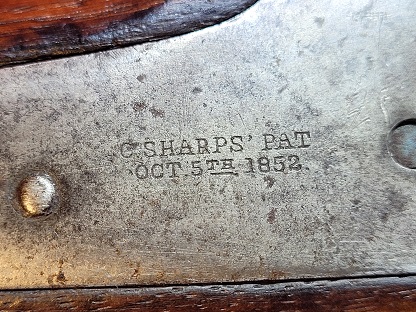 C SHARPS' PAT
OCT. 5TH 1852.